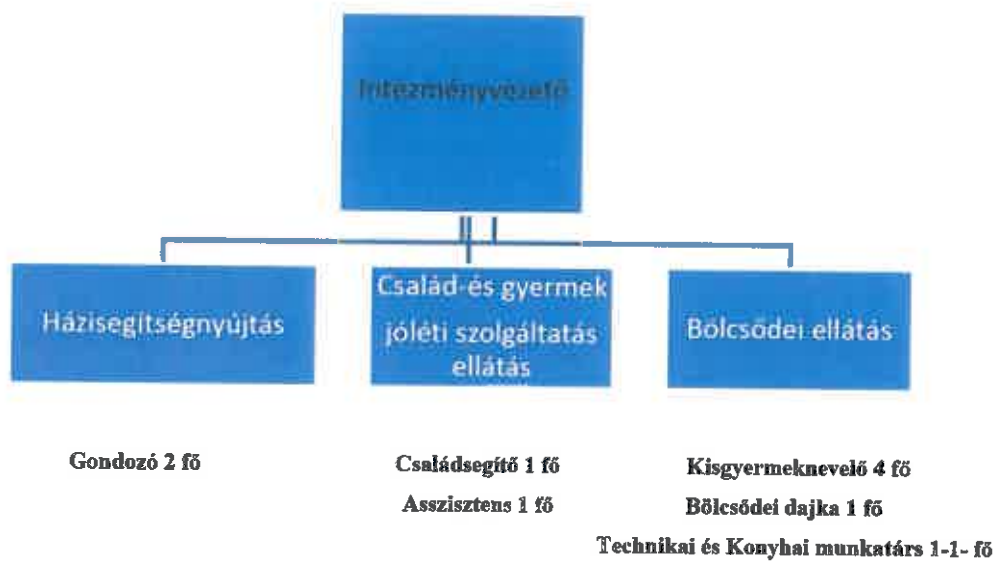 Intézményvezető
Házisegítségnyújtás
Család-és gyermek
jóléti szolgáltatás
ellátás
Bölcsődei ellátás
Gondozó 2 fő
Családsegítő 1 fő
Asszisztens 1 fő
Kisgyermeknevelő 4 fő
Bölcsődei dajka 1 fő
Technikai és Konyhai munkatárs 1-1- fő